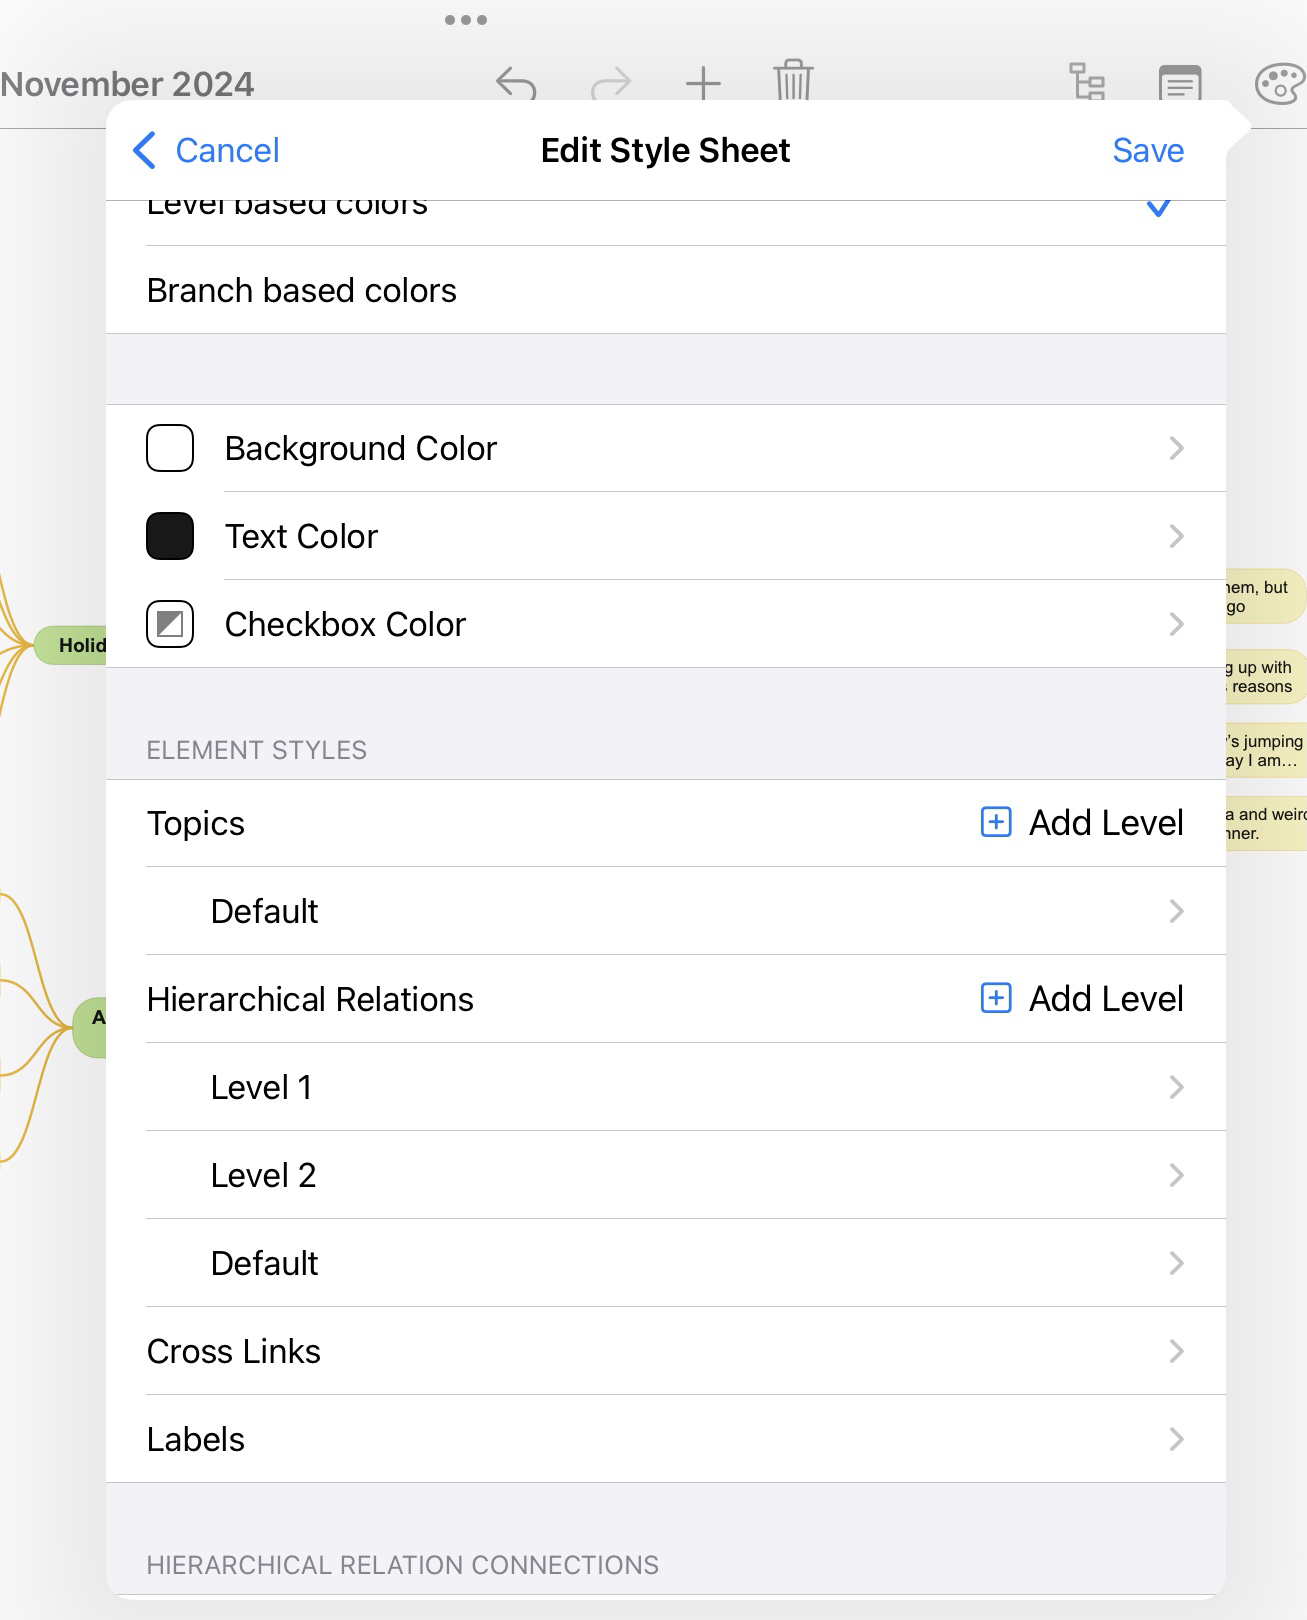 November 2024
Cancel
Edit Style Sheet
Save
Level based colors
Branch based colors
Background Color
Text Color
Checkbox Color
ELEMENT STYLES
Topics
Add Level
Default
Hierarchical Relations
Add Level
Level 1
Level 2
Default
Cross Links
Labels
HIERARCHICAL RELATION CONNECTIONS
Holid
A
hem, but
go
g up with
s reasons
y's jumping
ay I am...
a and weird
nner.